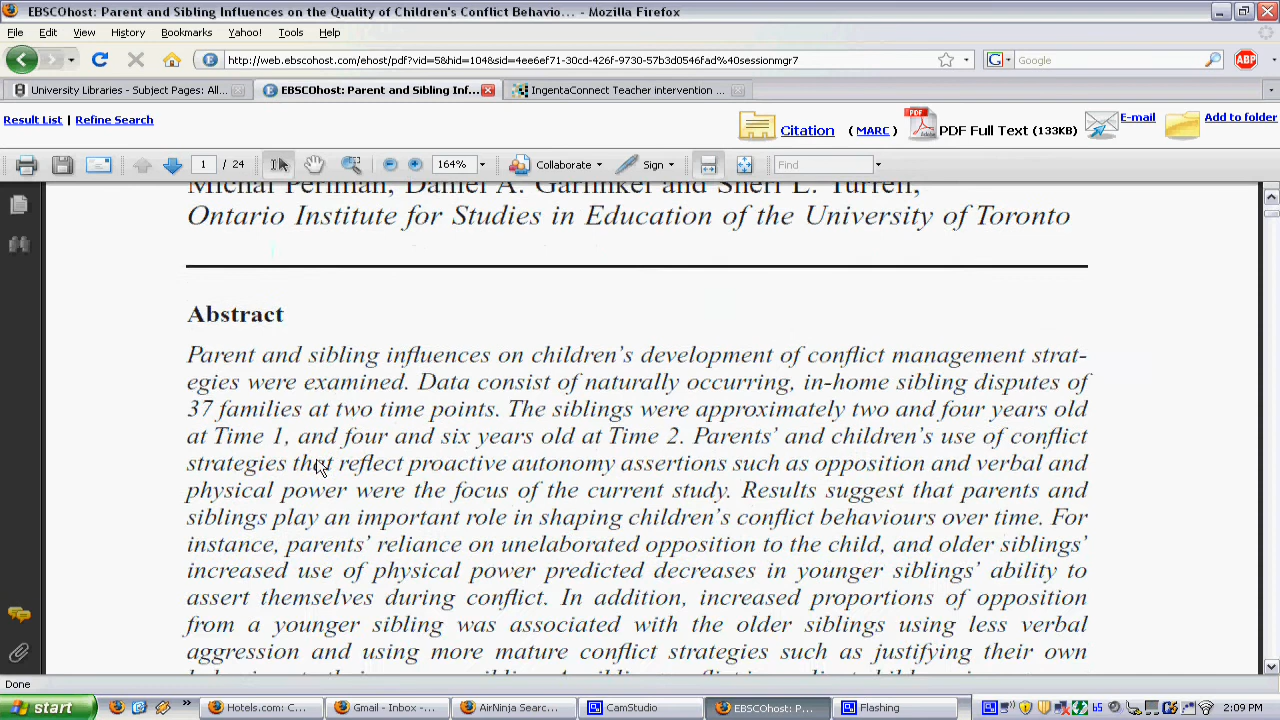 EBSCOhost: Parent and Sibling Influences on the Quality of Children's Conflict Behavio... - Mozilla Firefox
File Edit View History Bookmarks Yahoo! Tools Help
http://web.ebscohost.com/ehost/pdf?vid=5&hid=104&sid=4ee6ef71-30cd-426f-9730-57b3d0546fad%40sessionmgr7
Google
ABP
University Libraries - Subject Pages: All...
EBSCOhost: Parent and Sibling Inf...
IngentaConnect Teacher intervention ...
Result List | Refine Search
Citation ( MARC )
PDF Full Text (133KB)
E-mail
Add to folder
1 / 24
164%
Collaborate
Sign
Find
Michal Perlman, Daniel A. Garfinkel and Sheri L. Turrell,
Ontario Institute for Studies in Education of the University of Toronto
Abstract
Parent and sibling influences on children's development of conflict management strat-
egies were examined. Data consist of naturally occurring, in-home sibling disputes of
37 families at two time points. The siblings were approximately two and four years old
at Time 1, and four and six years old at Time 2. Parents' and children's use of conflict
strategies that reflect proactive autonomy assertions such as opposition and verbal and
physical power were the focus of the current study. Results suggest that parents and
siblings play an important role in shaping children's conflict behaviours over time. For
instance, parents' reliance on unelaborated opposition to the child, and older siblings'
increased use of physical power predicted decreases in younger siblings' ability to
assert themselves during conflict. In addition, increased proportions of opposition
from a younger sibling was associated with the older siblings using less verbal
aggression and using more mature conflict strategies such as justifying their own
Done
start
Hotels.com: C...
Gmail - Inbox -...
AirNinja Searc...
CamStudio
EBSCOhost: P...
Flashing
2:09 PM